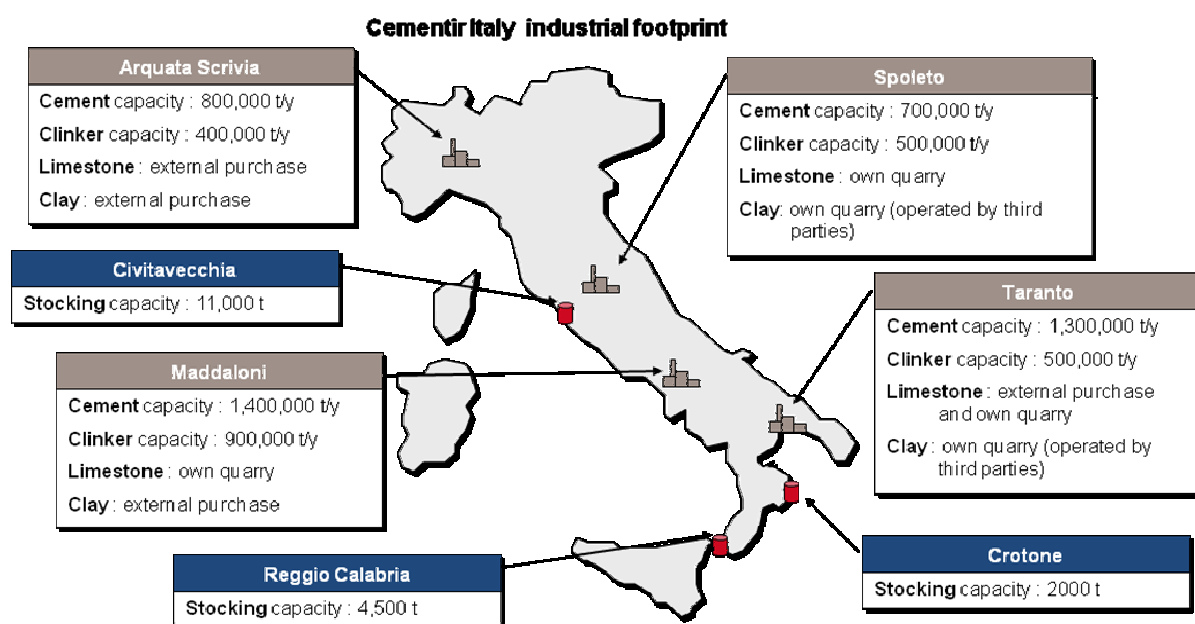 Cementir Italy industrial footprint
Arquata Scrivia
Cement capacity : 800,000 t/y
Clinker capacity : 400,000 t/y
Limestone : external purchase
Clay : external purchase
Spoleto
Cement capacity : 700,000 t/y
Clinker capacity : 500,000 t/y
Limestone : own quarry
Clay: own quarry (operated by third
parties)
Civitavecchia
Stocking capacity : 11,000 t
Taranto
Cement capacity : 1,300,000 t/y
Clinker capacity : 500,000 t/y
Limestone : external purchase
and own quarry
Clay : own quarry (operated by
third parties)
Maddaloni
Cement capacity : 1,400,000 t/y
Clinker capacity : 900,000 t/y
Limestone : own quarry
Clay : external purchase
Crotone
Stocking capacity : 2000 t
Reggio Calabria
Stocking capacity : 4,500 t